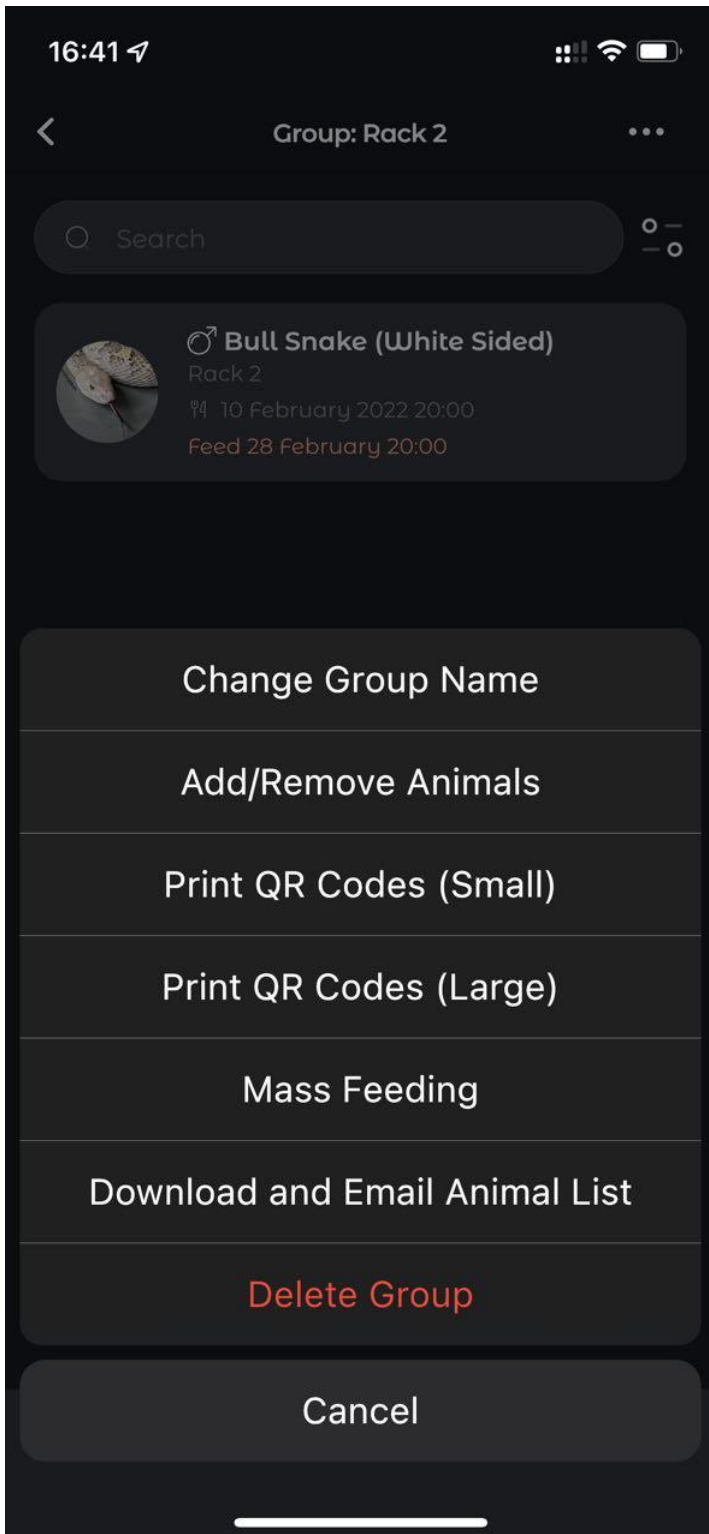 16:41
Group: Rack 2
Search
Bull Snake (White Sided)
Rack 2
10 February 2022 20:00
Feed 28 February 20:00
Change Group Name
Add/Remove Animals
Print QR Codes (Small)
Print QR Codes (Large)
Mass Feeding
Download and Email Animal List
Delete Group
Cancel